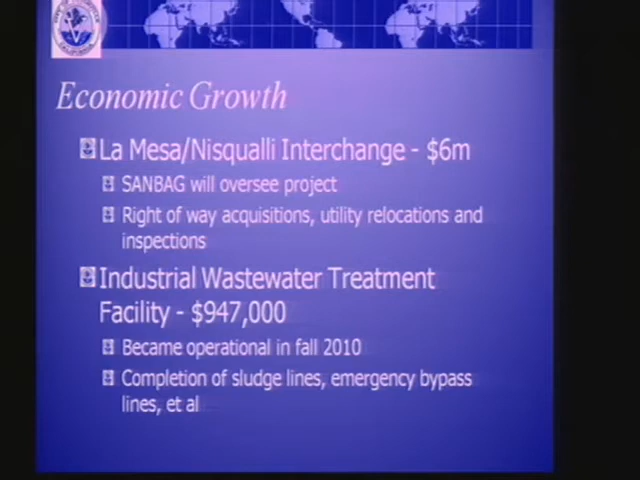 CALIFORNIA
Economic Growth
La Mesa/Nisqualli Interchange - $6m
SANBAG will oversee project
Right of way acquisitions, utility relocations and
inspections
Industrial Wastewater Treatment
Facility - $947,000
Became operational in fall 2010
Completion of sludge lines, emergency bypass
lines, et al